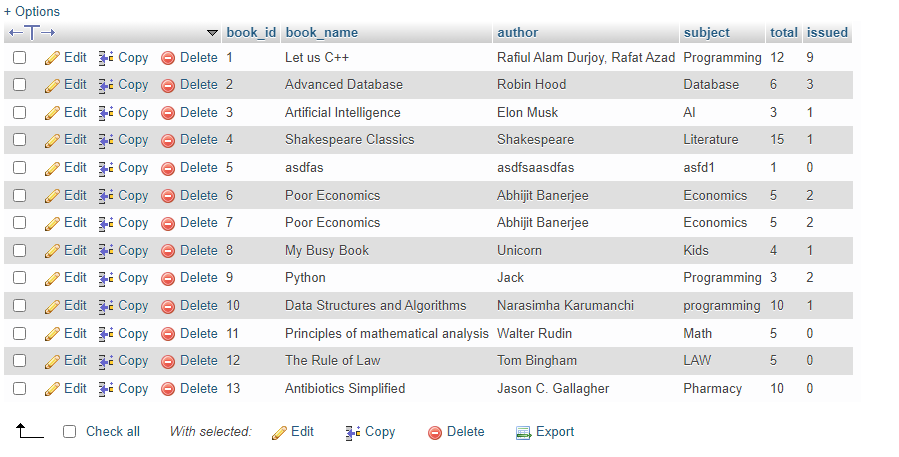 + Options
book_id book_name author subject total issued
Edit Copy Delete 1 Let us C++ Rafiul Alam Durjoy, Rafat Azad Programming 12 9
Edit Copy Delete 2 Advanced Database Robin Hood Database 6 3
Edit Copy Delete 3 Artificial Intelligence Elon Musk AI 3 1
Edit Copy Delete 4 Shakespeare Classics Shakespeare Literature 15 1
Edit Copy Delete 5 asdfas asdfsaasdfas asfd1 1 0
Edit Copy Delete 6 Poor Economics Abhijit Banerjee Economics 5 2
Edit Copy Delete 7 Poor Economics Abhijit Banerjee Economics 5 2
Edit Copy Delete 8 My Busy Book Unicorn Kids 4 1
Edit Copy Delete 9 Python Jack Programming 3 2
Edit Copy Delete 10 Data Structures and Algorithms Narasimha Karumanchi programming 10 1
Edit Copy Delete 11 Principles of mathematical analysis Walter Rudin Math 5 0
Edit Copy Delete 12 The Rule of Law Tom Bingham LAW 5 0
Edit Copy Delete 13 Antibiotics Simplified Jason C. Gallagher Pharmacy 10 0
Check all With selected: Edit Copy Delete Export